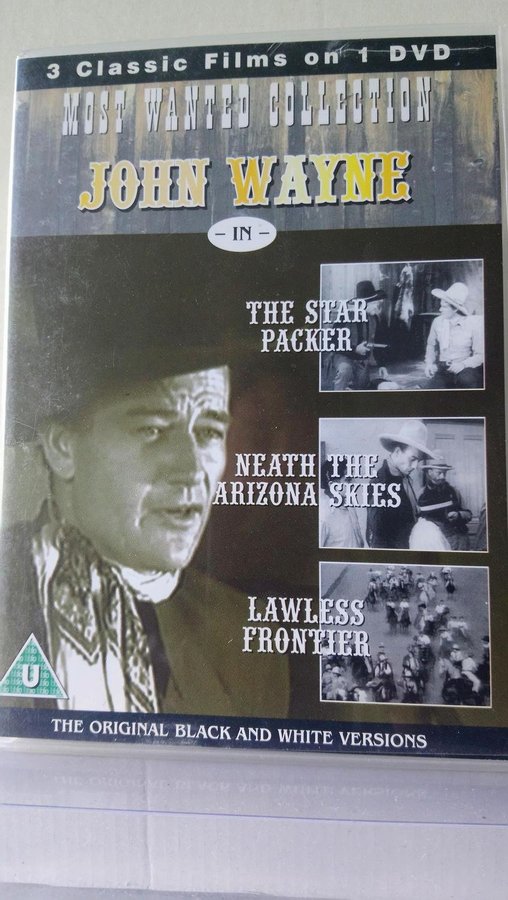 3 Classic Films on 1 DVD
MOST WANTED COLLECTION
JOHN WAYNE
- IN -
THE STAR
PACKER
NEATH THE
ARIZONA SKIES
LAWLESS
FRONTIER
U
THE ORIGINAL BLACK AND WHITE VERSIONS